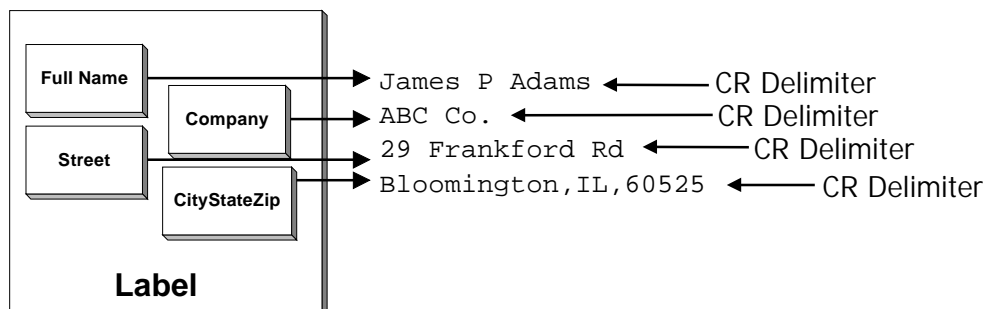 Full Name James P Adams CR Delimiter
Company ABC Co. CR Delimiter
Street 29 Frankford Rd CR Delimiter
CityStateZip Bloomington,IL,60525 CR Delimiter
Label